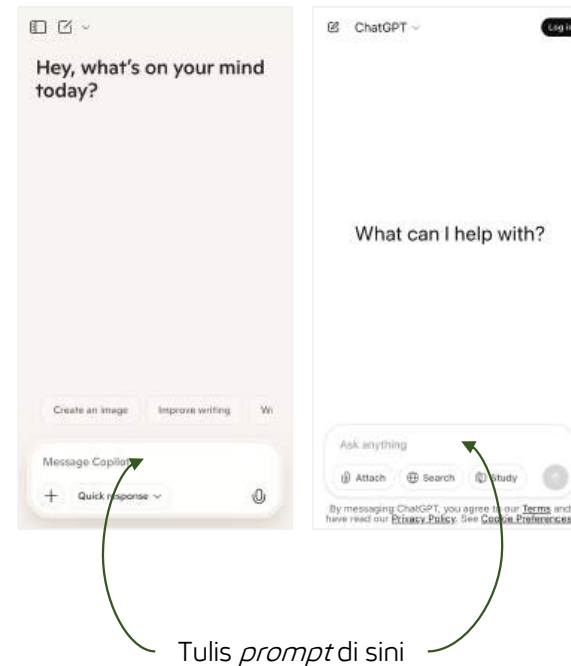 Hey, what's on your mind
today?
Create an image
Improve writing
Message Copilot
Quick response
ChatGPT
Log in
What can I help with?
Ask anything
Attach
Search
Study
By messaging ChatGPT, you agree to our Terms and
have read our Privacy Policy. See Cookie Preferences
Tulis prompt di sini